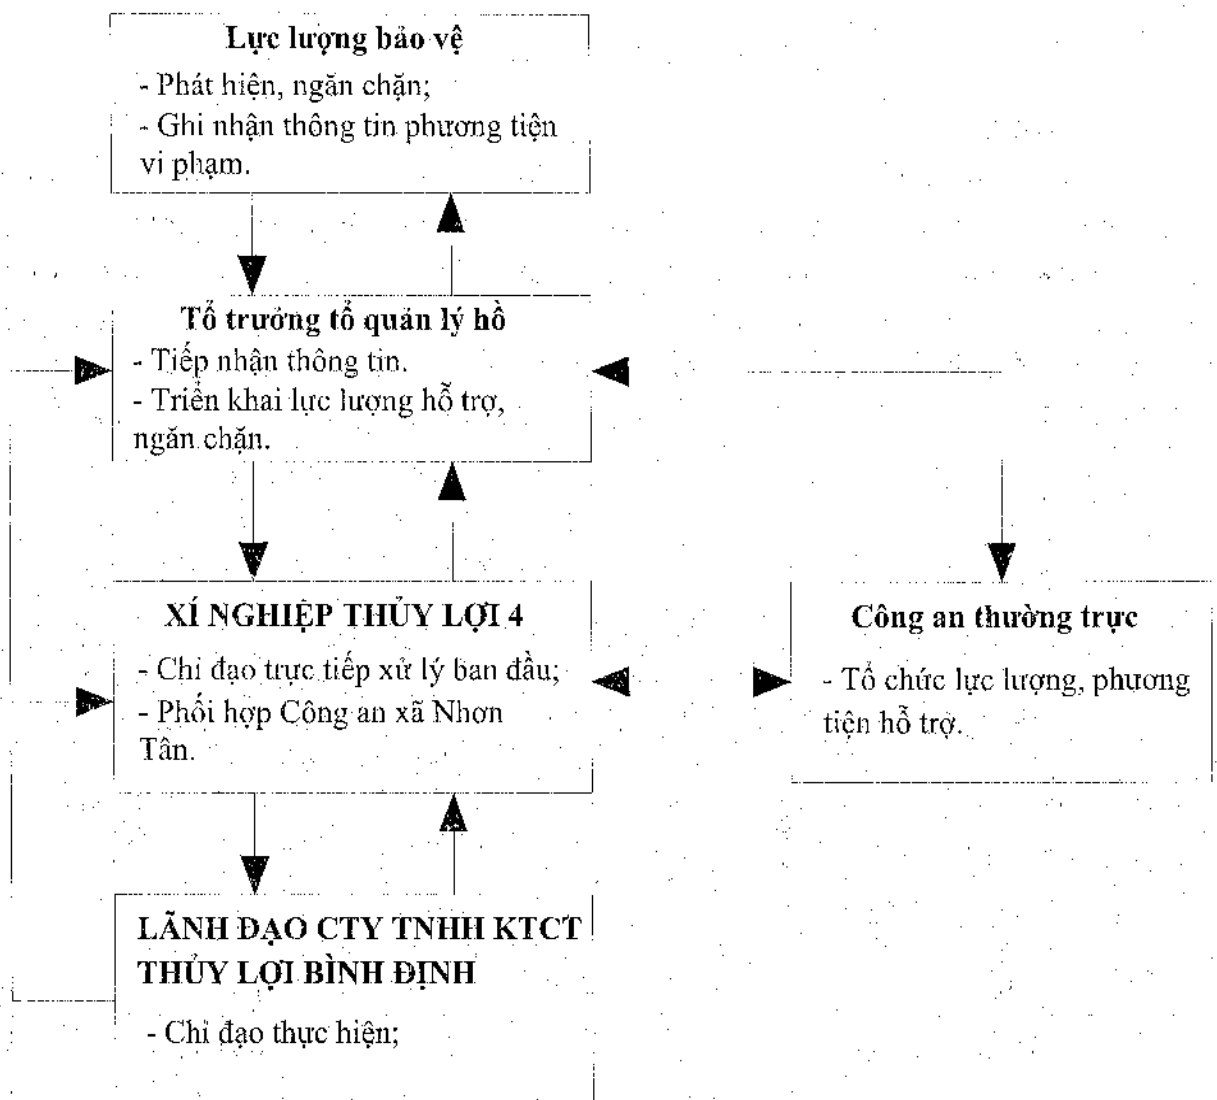 Lực lượng bảo vệ
- Phát hiện, ngăn chặn;
- Ghi nhận thông tin phương tiện
vi phạm.
Tổ trưởng tổ quản lý hồ
- Tiếp nhận thông tin.
- Triển khai lực lượng hỗ trợ,
ngăn chặn.
XÍ NGHIỆP THỦY LỢI 4
- Chỉ đạo trực tiếp xử lý ban đầu;
- Phối hợp Công an xã Nhơn
Tân.
Công an thường trực
- Tổ chức lực lượng, phương
tiện hỗ trợ.
LÃNH ĐẠO CTY TNHH KTCT
THỦY LỢI BÌNH ĐỊNH
- Chỉ đạo thực hiện;